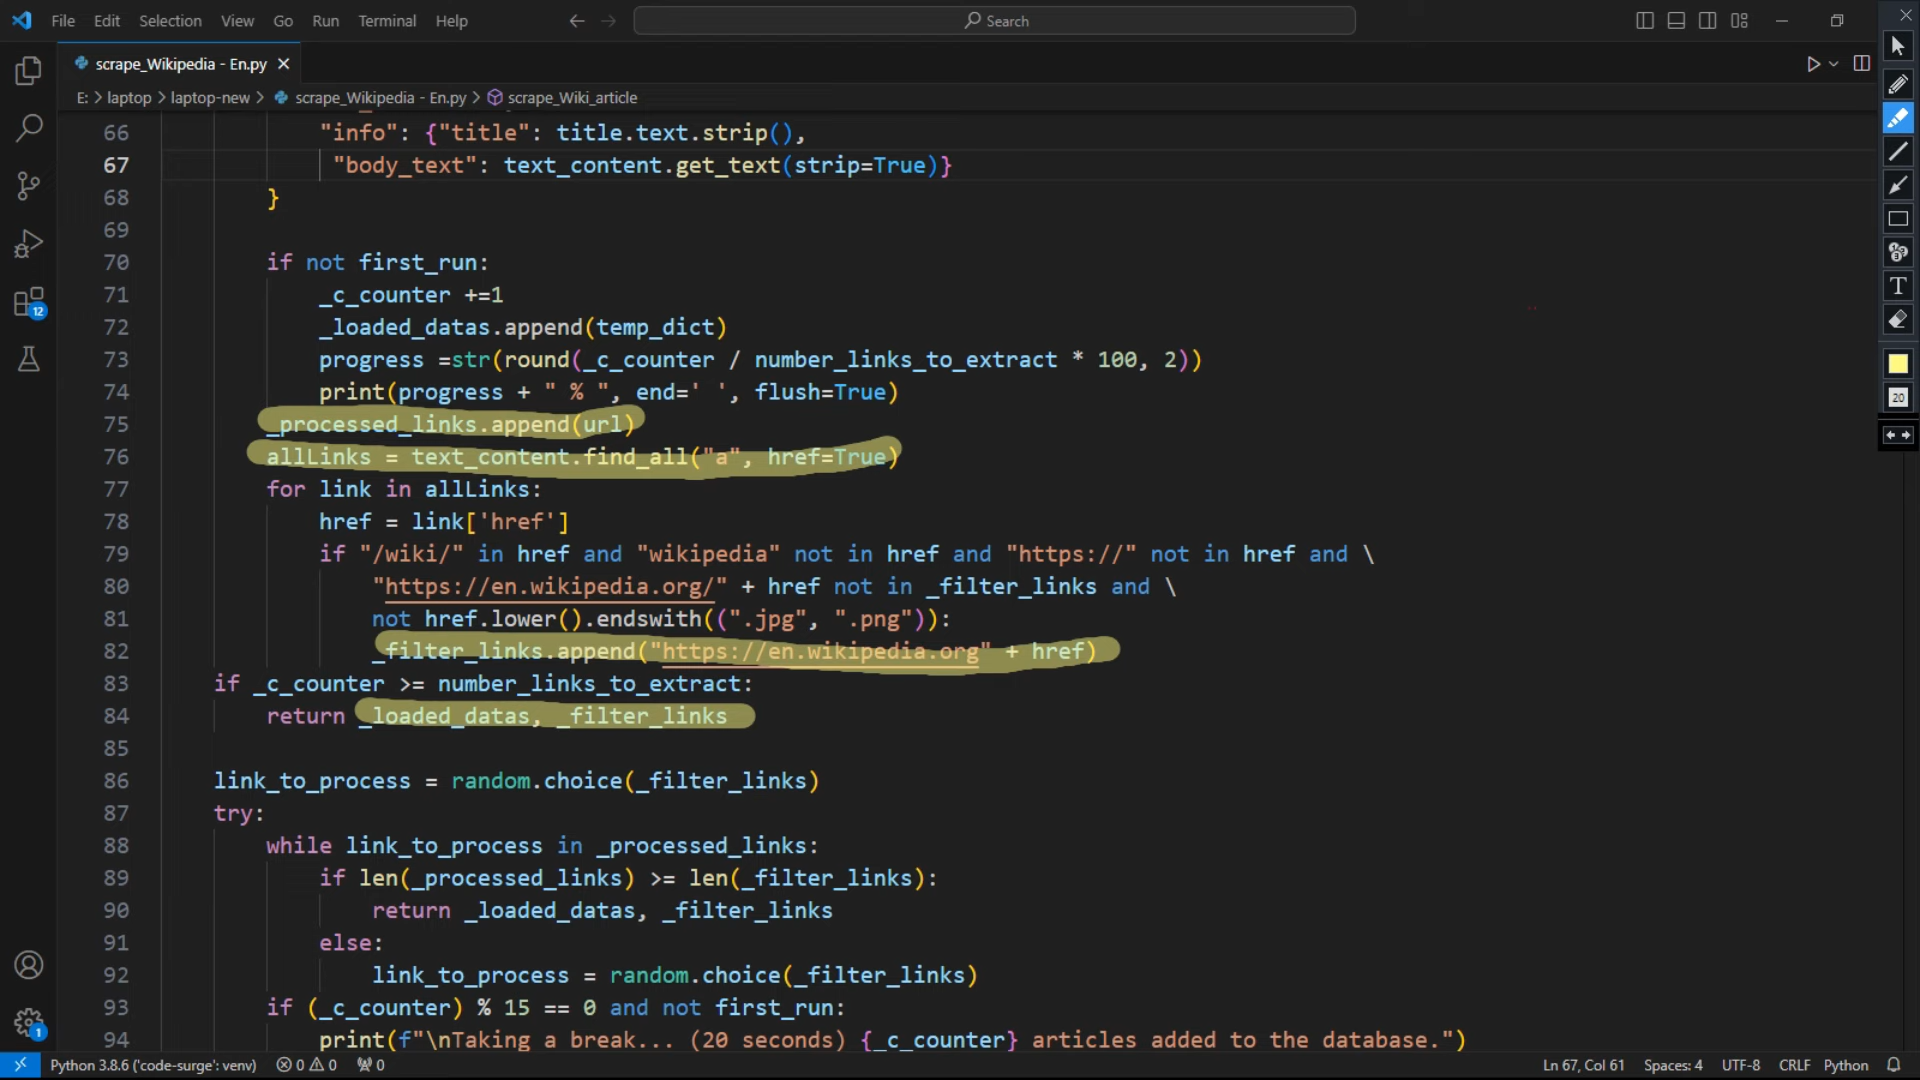 File Edit Selection View Go Run Terminal Help Search
scrape_Wikipedia - En.py
E: > laptop > laptop-new > scrape_Wikipedia - En.py > scrape_Wiki_article
66 "info": {"title": title.text.strip(),
67 "body_text": text_content.get_text(strip=True)}
68 }
69
70 if not first_run:
71 _c_counter +=1
72 _loaded_datas.append(temp_dict)
73 progress =str(round(_c_counter / number_links_to_extract * 100, 2))
74 print(progress + " % ", end=' ', flush=True)
75 _processed_links.append(url)
76 allLinks = text_content.find_all("a", href=True)
77 for link in allLinks:
78 href = link['href']
79 if "/wiki/" in href and "wikipedia" not in href and "https://" not in href and \
80 "https://en.wikipedia.org/" + href not in _filter_links and \
81 not href.lower().endswith((".jpg", ".png")):
82 _filter_links.append("https://en.wikipedia.org" + href)
83 if _c_counter >= number_links_to_extract:
84 return _loaded_datas, _filter_links
85
86 link_to_process = random.choice(_filter_links)
87 try:
88 while link_to_process in _processed_links:
89 if len(_processed_links) >= len(_filter_links):
90 return _loaded_datas, _filter_links
91 else:
92 link_to_process = random.choice(_filter_links)
93 if (_c_counter) % 15 == 0 and not first_run:
94 print(f"\nTaking a break... (20 seconds) {_c_counter} articles added to the database.")
12
1
T
20
Python 3.8.6 ('code-surge': venv) 0 0 0 Ln 67, Col 61 Spaces: 4 UTF-8 CRLF Python